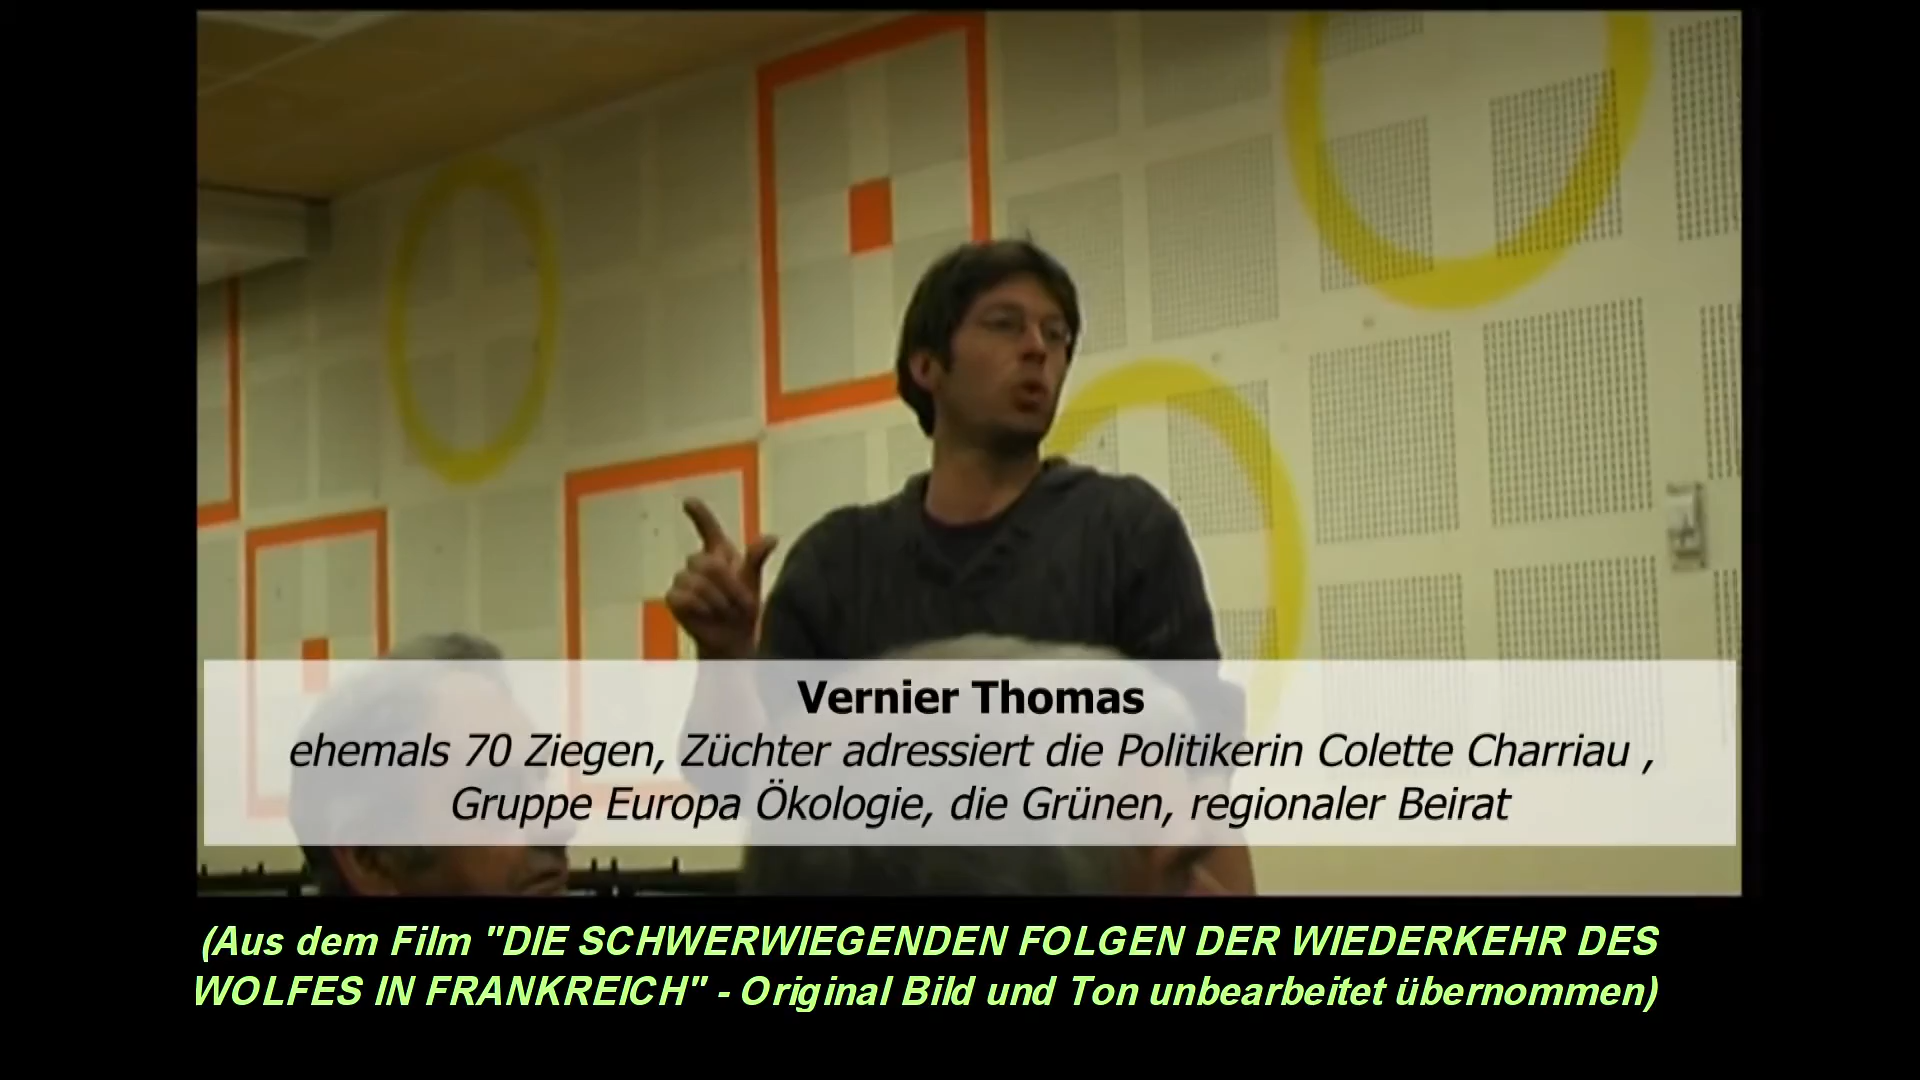 Vernier Thomas
ehemals 70 Ziegen, Züchter adressiert die Politikerin Colette Charriau ,
Gruppe Europa Ökologie, die Grünen, regionaler Beirat
(Aus dem Film "DIE SCHWERWIEGENDEN FOLGEN DER WIEDERKEHR DES
WOLFES IN FRANKREICH" - Original Bild und Ton unbearbeitet übernommen)